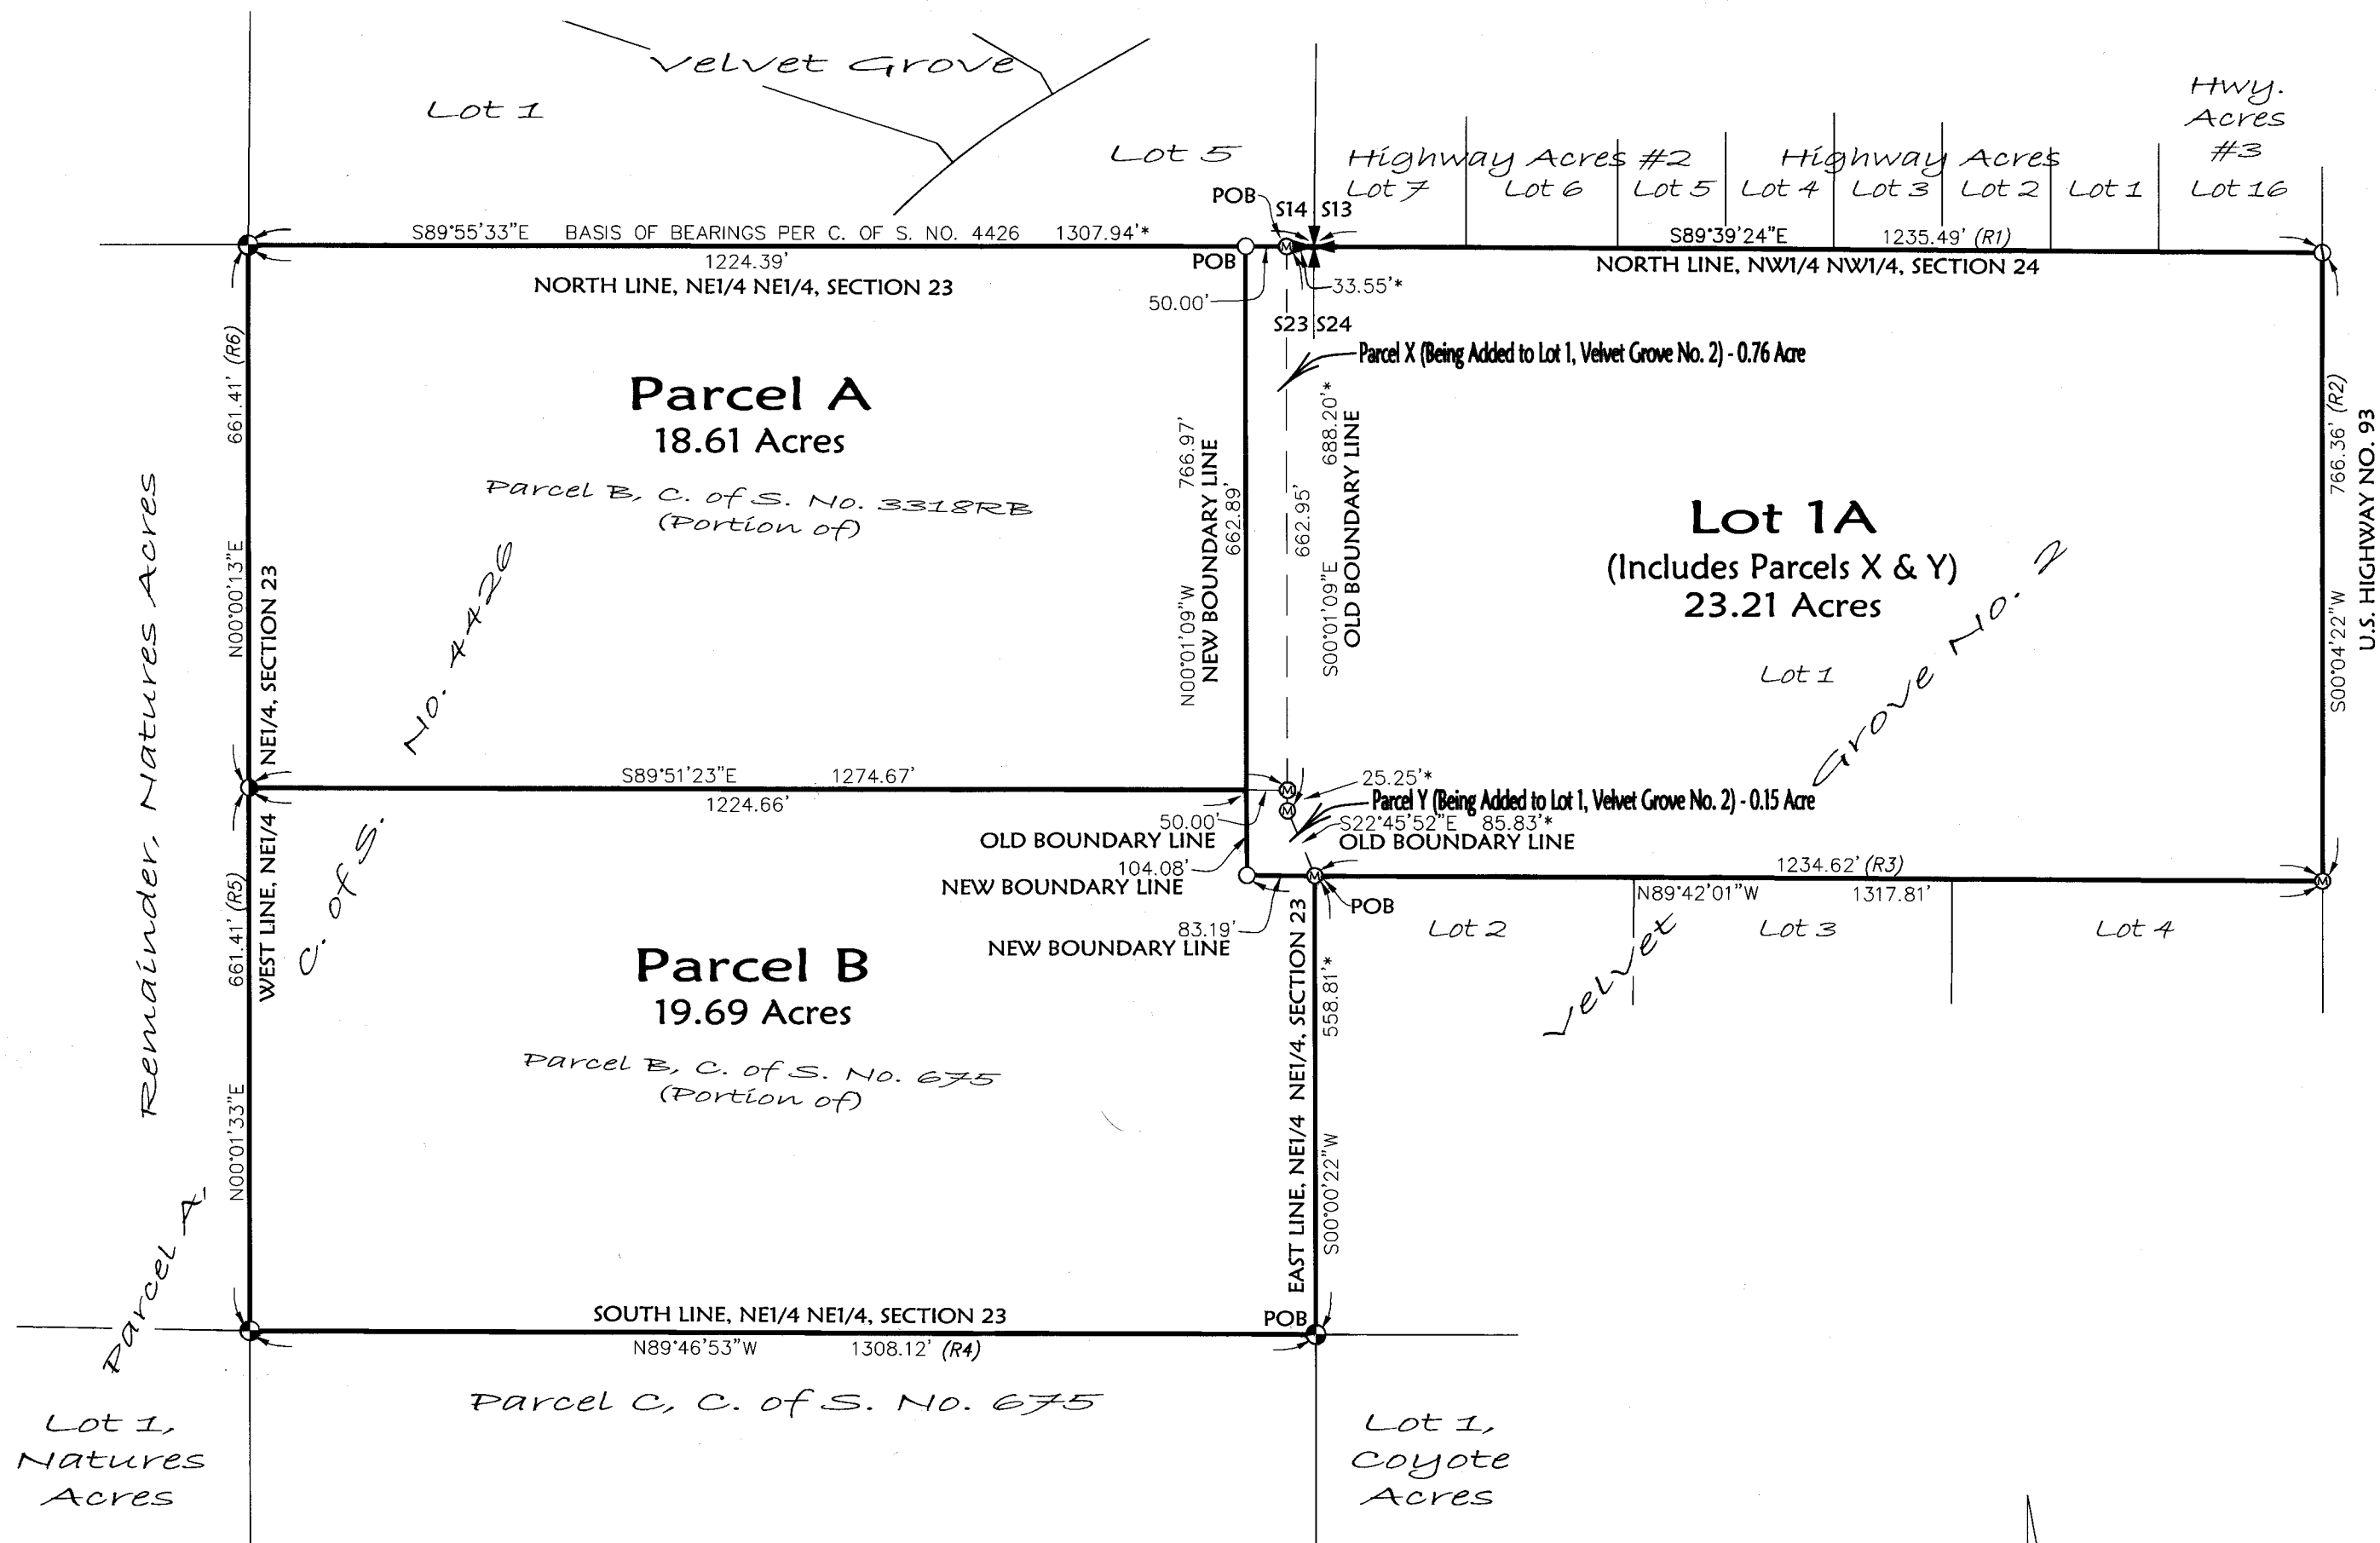 Velvet Grove
Lot 1
Lot 5
Hwy.
Acres
#3
Lot 16
Highway Acres #2
Highway Acres
Lot 7
Lot 6
Lot 5
Lot 4
Lot 3
Lot 2
Lot 1
POB
S14
S13
S89°55'33"E
BASIS OF BEARINGS PER C. OF S. NO. 4426
1307.94'*
1224.39'
NORTH LINE, NE1/4 NE1/4, SECTION 23
POB
50.00'
33.55'*
S23
S24
S89°39'24"E
1235.49' (R1)
NORTH LINE, NW1/4 NW1/4, SECTION 24
Parcel X (Being Added to Lot 1, Velvet Grove No. 2) - 0.76 Acre
661.41' (R6)
N00°00'13"E
WEST LINE, NE1/4 NE1/4, SECTION 23
Parcel A
18.61 Acres
Parcel B, C. of S. No. 3318RB
(Portion of)
C. of S. No. 4426
Remainder, Natures Acres
N00°01'09"W
766.97'
NEW BOUNDARY LINE
662.89'
662.95'
S00°01'09"E
688.20'*
OLD BOUNDARY LINE
Lot 1A
(Includes Parcels X & Y)
23.21 Acres
Lot 1
Velvet Grove No. 2
766.36' (R2)
S00°04'22"W
U.S. HIGHWAY NO. 93
S89°51'23"E
1274.67'
1224.66'
25.25'*
Parcel Y (Being Added to Lot 1, Velvet Grove No. 2) - 0.15 Acre
50.00'
OLD BOUNDARY LINE
S22°45'52"E
85.83'*
OLD BOUNDARY LINE
104.08'
NEW BOUNDARY LINE
1234.62' (R3)
N89°42'01"W
1317.81'
POB
83.19'
NEW BOUNDARY LINE
Lot 2
Lot 3
Lot 4
661.41' (R5)
N00°01'33"E
Parcel B
19.69 Acres
Parcel B, C. of S. No. 675
(Portion of)
EAST LINE, NE1/4 NE1/4, SECTION 23
558.81'*
S00°00'22"W
Parcel A
SOUTH LINE, NE1/4 NE1/4, SECTION 23
POB
N89°46'53"W
1308.12' (R4)
Parcel C, C. of S. No. 675
Lot 1,
Natures
Acres
Lot 1,
Coyote
Acres
M
M
M
M
M